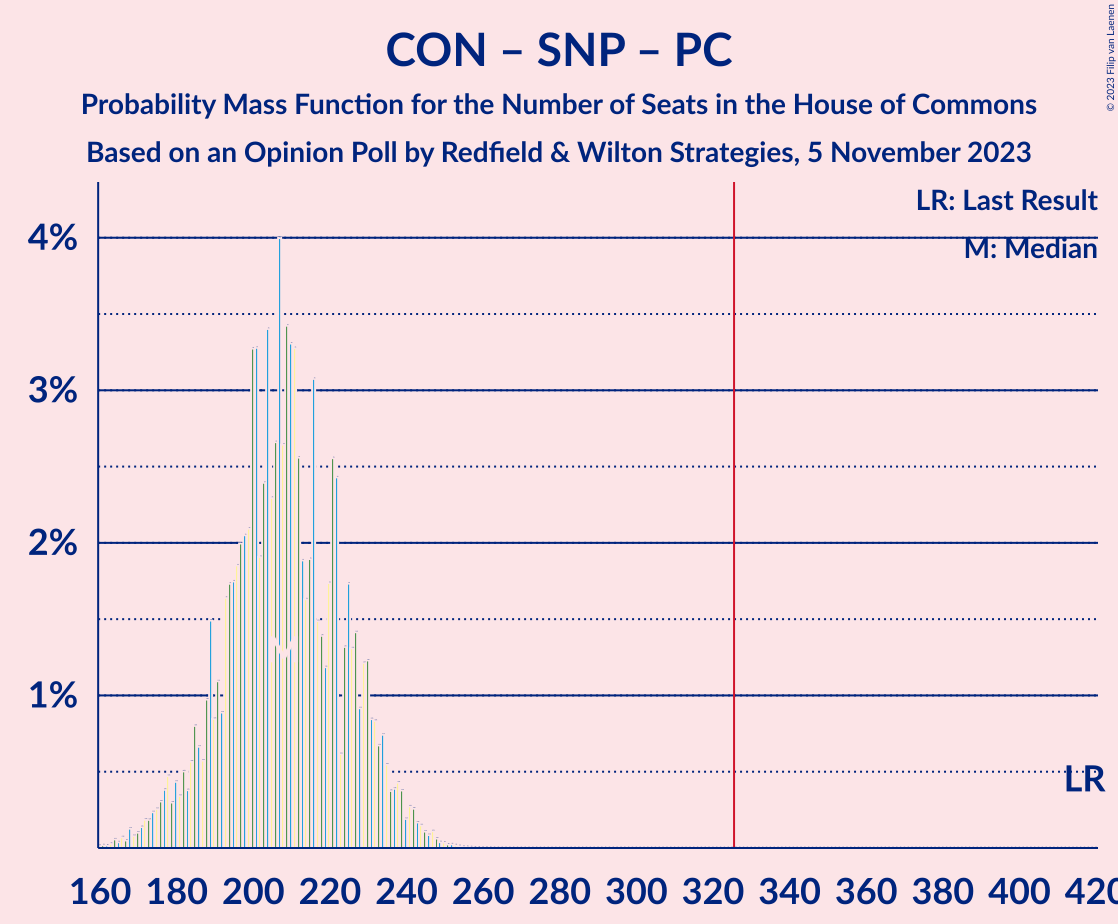 CON – SNP – PC
Probability Mass Function for the Number of Seats in the House of Commons
Based on an Opinion Poll by Redfield & Wilton Strategies, 5 November 2023
© 2023 Filip van Laenen
LR: Last Result
M: Median
4%
3%
2%
1%
LR
160 180 200 220 240 260 280 300 320 340 360 380 400 420